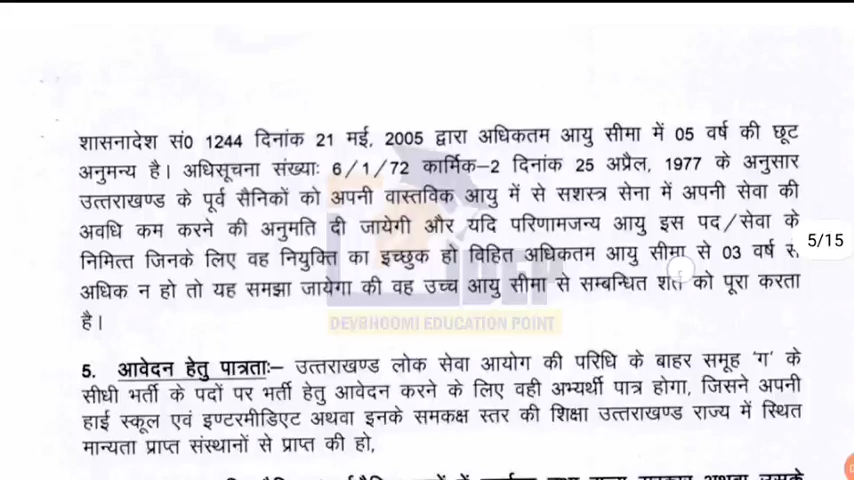 शासनादेश सं0 1244 दिनांक 21 मई, 2005 द्वारा अधिकतम आयु सीमा में 05 वर्ष की छूट
अनुमन्य है। अधिसूचना संख्याः 6/1/72 कार्मिक–2 दिनांक 25 अप्रैल, 1977 के अनुसार
उत्तराखण्ड के पूर्व सैनिकों को अपनी वास्तविक आयु में से सशस्त्र सेना में अपनी सेवा की
अवधि कम करने की अनुमति दी जायेगी और यदि परिणामजन्य आयु इस पद/सेवा के
निमित्त जिनके लिए वह नियुक्ति का इच्छुक हो विहित अधिकतम आयु सीमा से 03 वर्ष से
अधिक न हो तो यह समझा जायेगा की वह उच्च आयु सीमा से सम्बन्धित शर्त को पूरा करता
है।
5/15
DEVBHOOMI EDUCATION POINT
5. आवेदन हेतु पात्रताः– उत्तराखण्ड लोक सेवा आयोग की परिधि के बाहर समूह 'ग' के
सीधी भर्ती के पदों पर भर्ती हेतु आवेदन करने के लिए वही अभ्यर्थी पात्र होगा, जिसने अपनी
हाई स्कूल एवं इण्टरमीडिएट अथवा इनके समकक्ष स्तर की शिक्षा उत्तराखण्ड राज्य में स्थित
मान्यता प्राप्त संस्थानों से प्राप्त की हो,